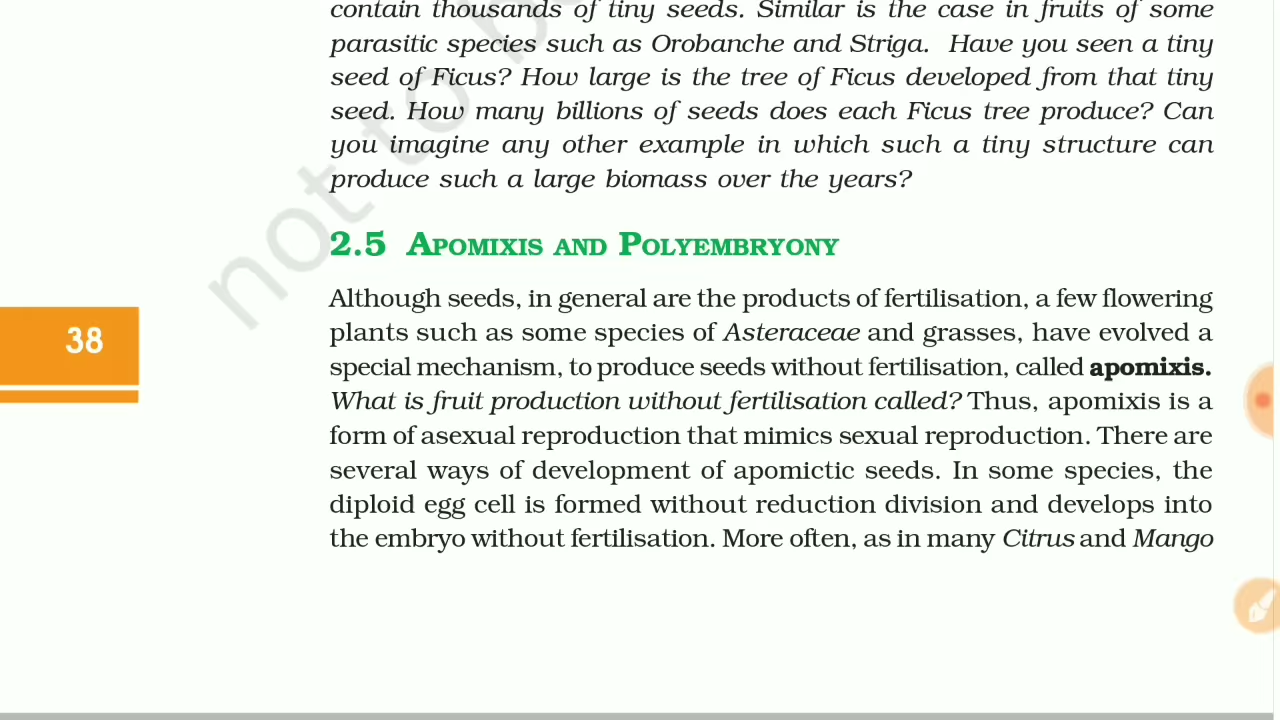 contain thousands of tiny seeds. Similar is the case in fruits of some
parasitic species such as Orobanche and Striga. Have you seen a tiny
seed of Ficus? How large is the tree of Ficus developed from that tiny
seed. How many billions of seeds does each Ficus tree produce? Can
you imagine any other example in which such a tiny structure can
produce such a large biomass over the years?
2.5 APOMIXIS AND POLYEMBRYONY
Although seeds, in general are the products of fertilisation, a few flowering
plants such as some species of Asteraceae and grasses, have evolved a
special mechanism, to produce seeds without fertilisation, called apomixis.
What is fruit production without fertilisation called? Thus, apomixis is a
form of asexual reproduction that mimics sexual reproduction. There are
several ways of development of apomictic seeds. In some species, the
diploid egg cell is formed without reduction division and develops into
the embryo without fertilisation. More often, as in many Citrus and Mango
38
not to be